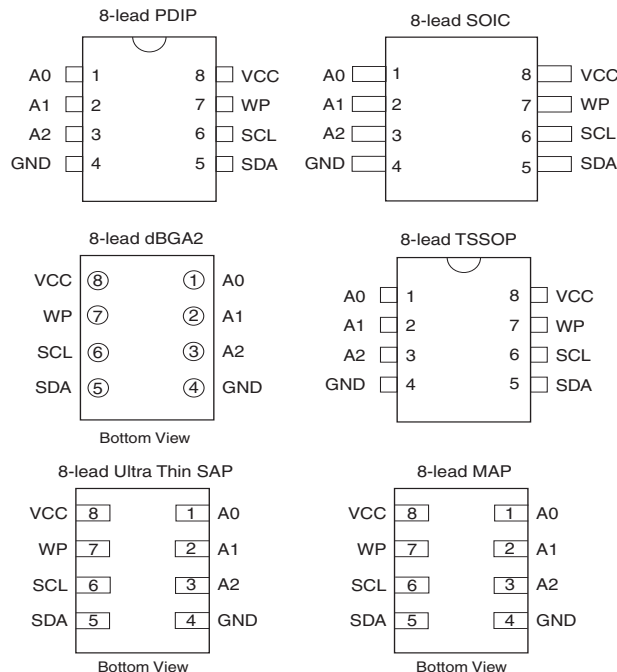 8-lead PDIP
A0 1 8 VCC
A1 2 7 WP
A2 3 6 SCL
GND 4 5 SDA
8-lead SOIC
A0 1 8 VCC
A1 2 7 WP
A2 3 6 SCL
GND 4 5 SDA
8-lead dBGA2
VCC 8 1 A0
WP 7 2 A1
SCL 6 3 A2
SDA 5 4 GND
Bottom View
8-lead TSSOP
A0 1 8 VCC
A1 2 7 WP
A2 3 6 SCL
GND 4 5 SDA
8-lead Ultra Thin SAP
VCC 8 1 A0
WP 7 2 A1
SCL 6 3 A2
SDA 5 4 GND
Bottom View
8-lead MAP
VCC 8 1 A0
WP 7 2 A1
SCL 6 3 A2
SDA 5 4 GND
Bottom View